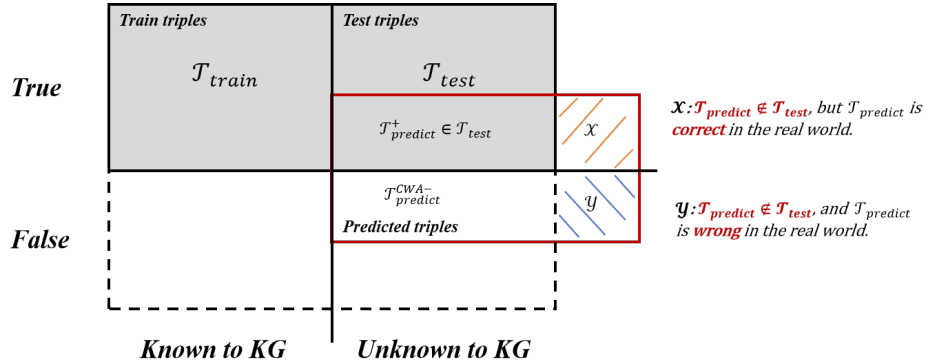 Train triples
Test triples
𝒯train
𝒯test
True
𝒯⁺predict ∈ 𝒯test
𝒳
𝒳: 𝒯predict ∉ 𝒯test, but 𝒯predict is
correct in the real world.
𝒯^CWA−predict
𝒴
𝒴: 𝒯predict ∉ 𝒯test, and 𝒯predict
is wrong in the real world.
Predicted triples
False
Known to KG
Unknown to KG